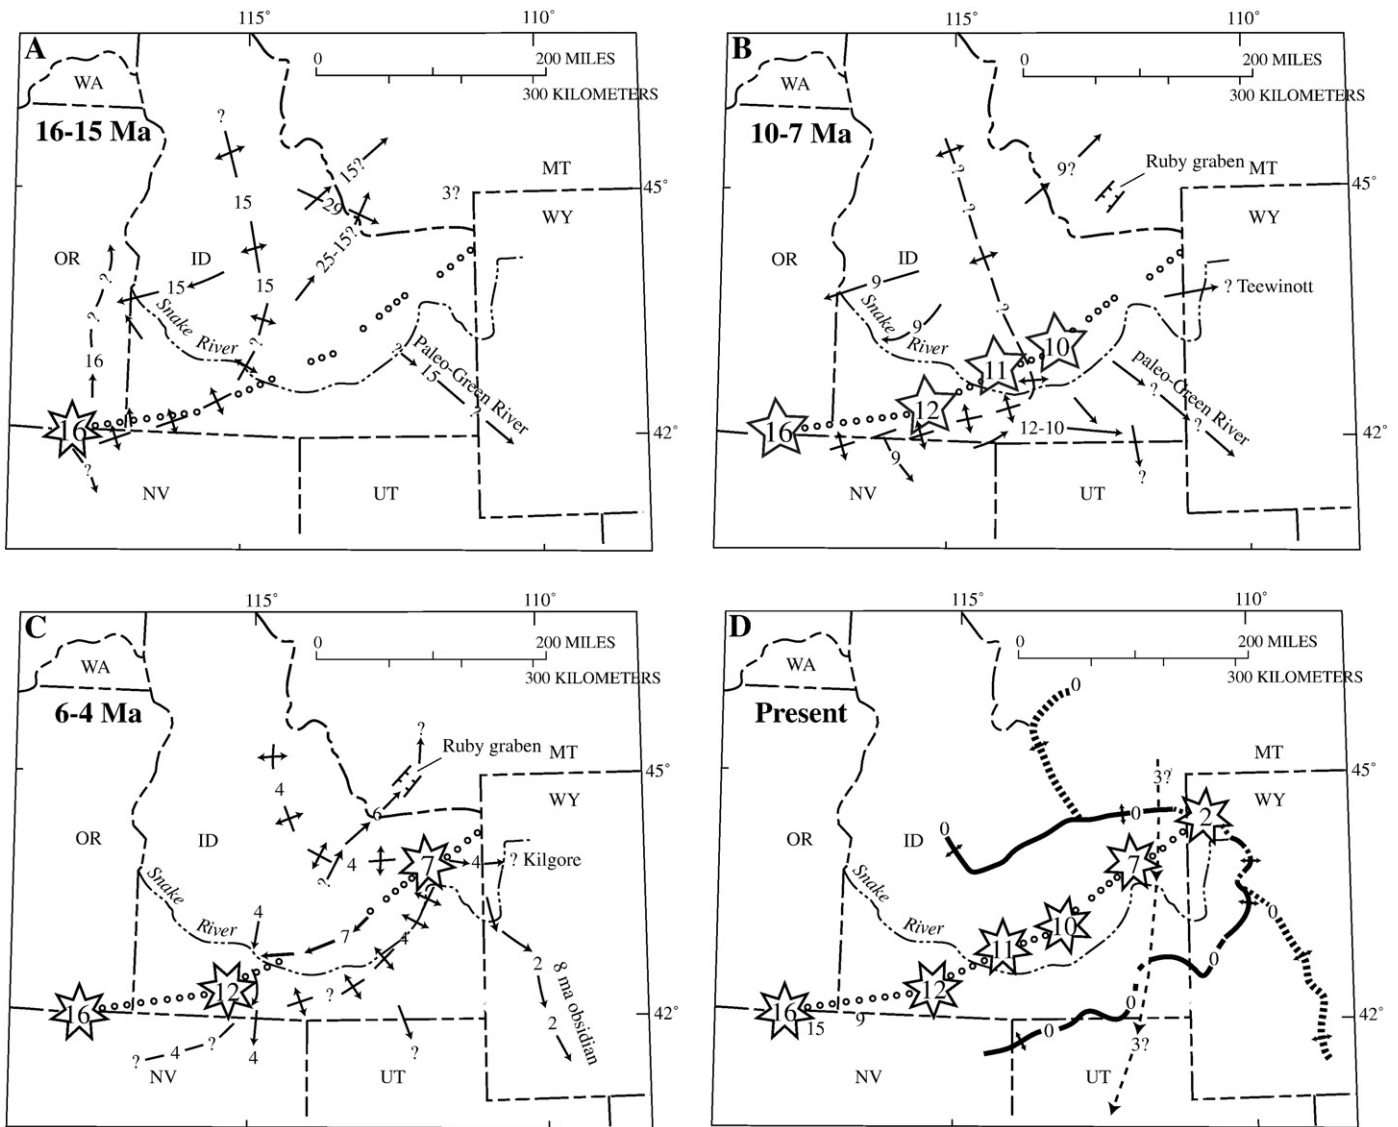 115° 110°
A
0 200 MILES
300 KILOMETERS
WA
16-15 Ma
?
15?
MT
45°
3?
29
WY
15
OR
ID
25-15?
?
15
15
?
Snake
River
16
?
?
Paleo-Green River
15
?
16
42°
?
NV
UT
115° 110°
B
0 200 MILES
300 KILOMETERS
WA
10-7 Ma
Ruby graben
MT
9?
45°
?
WY
?
OR
ID
9
? Teewinott
Snake
River
9
?
10
11
paleo-Green River
?
?
12
16
12-10
42°
9
?
NV
UT
115° 110°
C
0 200 MILES
300 KILOMETERS
WA
6-4 Ma
?
Ruby graben
MT
45°
4
WY
6
OR
ID
4
7
4
? Kilgore
?
Snake
River
4
7
4
2
8 ma obsidian
12
?
16
2
42°
?
4
?
4
?
NV
UT
115° 110°
D
0 200 MILES
300 KILOMETERS
WA
0
Present
MT
3?
45°
WY
0
0
2
OR
ID
7
Snake
River
0
10
11
0
12
0
16
15
9
0
42°
3?
NV
UT